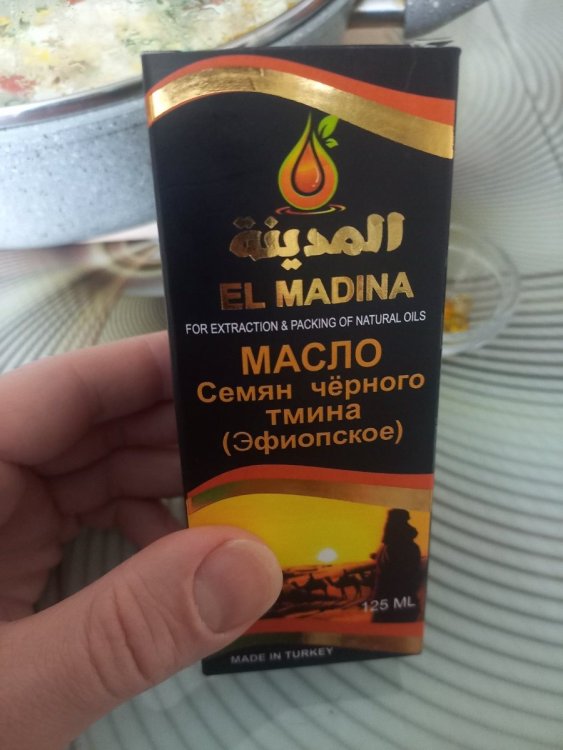 المدينة
EL MADINA
FOR EXTRACTION & PACKING OF NATURAL OILS
МАСЛО
Семян чёрного
тмина
(Эфиопское)
125 ML
MADE IN TURKEY